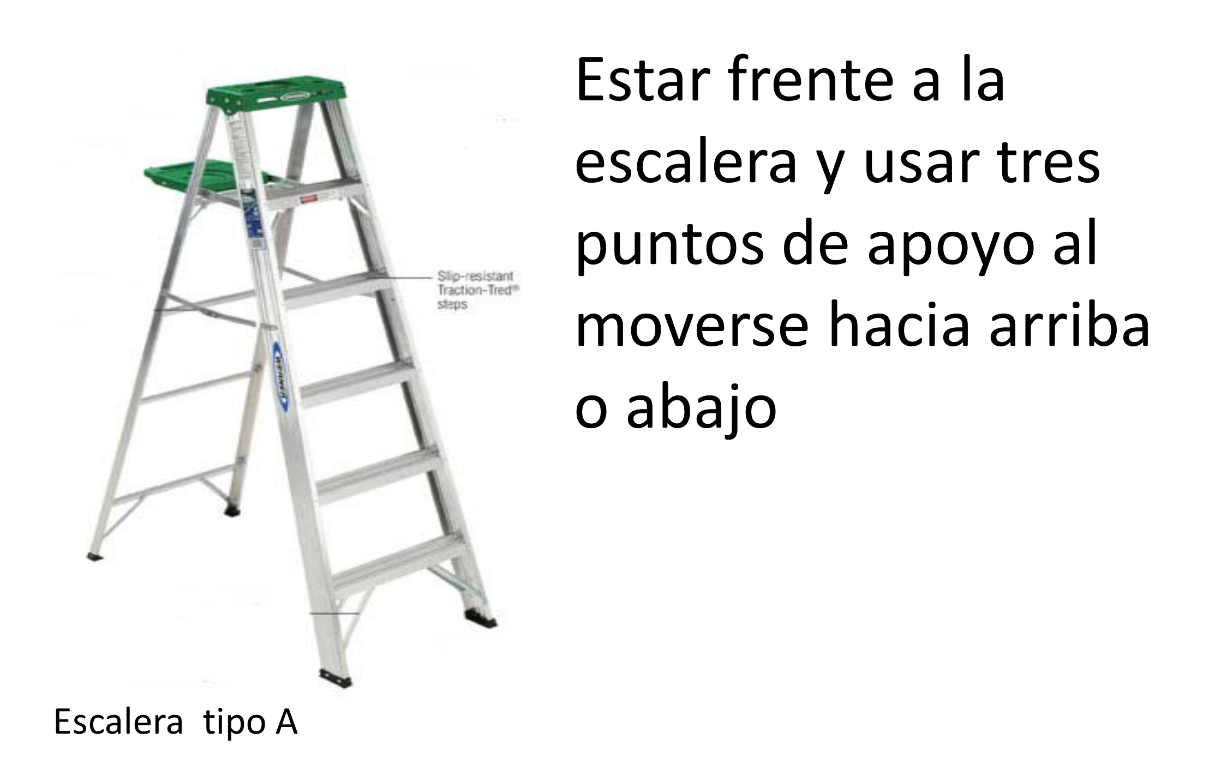 Estar frente a la
escalera y usar tres
puntos de apoyo al
moverse hacia arriba
o abajo
Slip-resistant
Traction-Tred®
steps
WERNER
Escalera tipo A